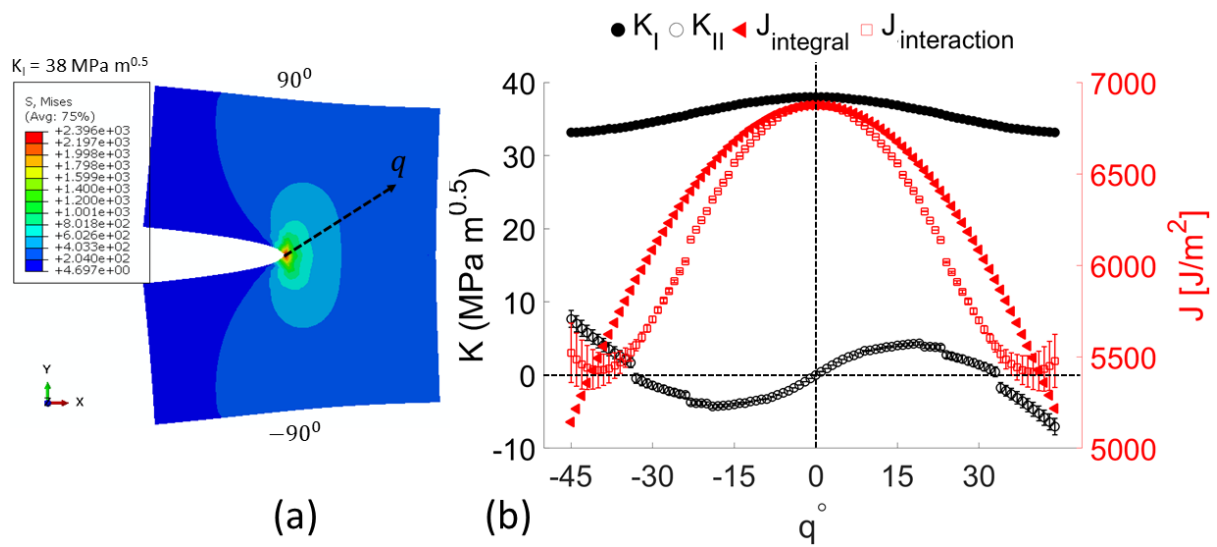 K_I = 38 MPa m^0.5
S, Mises
(Avg: 75%)
+2.396e+03
+2.197e+03
+1.998e+03
+1.798e+03
+1.599e+03
+1.400e+03
+1.201e+03
+1.001e+03
+8.018e+02
+6.026e+02
+4.033e+02
+2.040e+02
+4.697e+00
90⁰
q
−90⁰
Y
Z
X
(a)
K_I K_II J_integral J_interaction
40
30
20
10
0
-10
K (MPa m^0.5)
7000
6500
6000
5500
5000
J [J/m²]
-45 -30 -15 0 15 30
q°
(b)